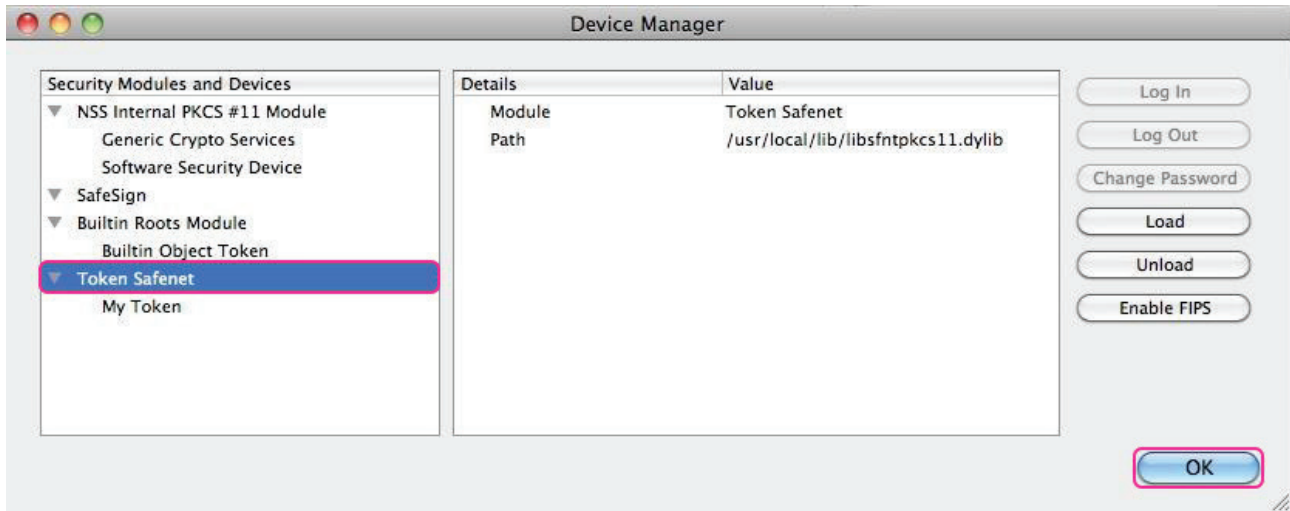 Device Manager
Security Modules and Devices
NSS Internal PKCS #11 Module
Generic Crypto Services
Software Security Device
SafeSign
Builtin Roots Module
Builtin Object Token
Token Safenet
My Token
Details Value
Module Token Safenet
Path /usr/local/lib/libsfntpkcs11.dylib
Log In
Log Out
Change Password
Load
Unload
Enable FIPS
OK